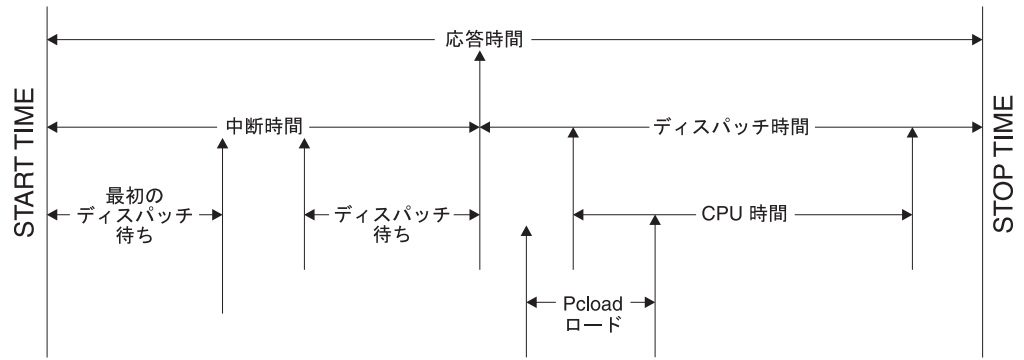 応答時間
START TIME
STOP TIME
中断時間
ディスパッチ時間
最初の
ディスパッチ
待ち
ディスパッチ
待ち
CPU 時間
Pcload
ロード